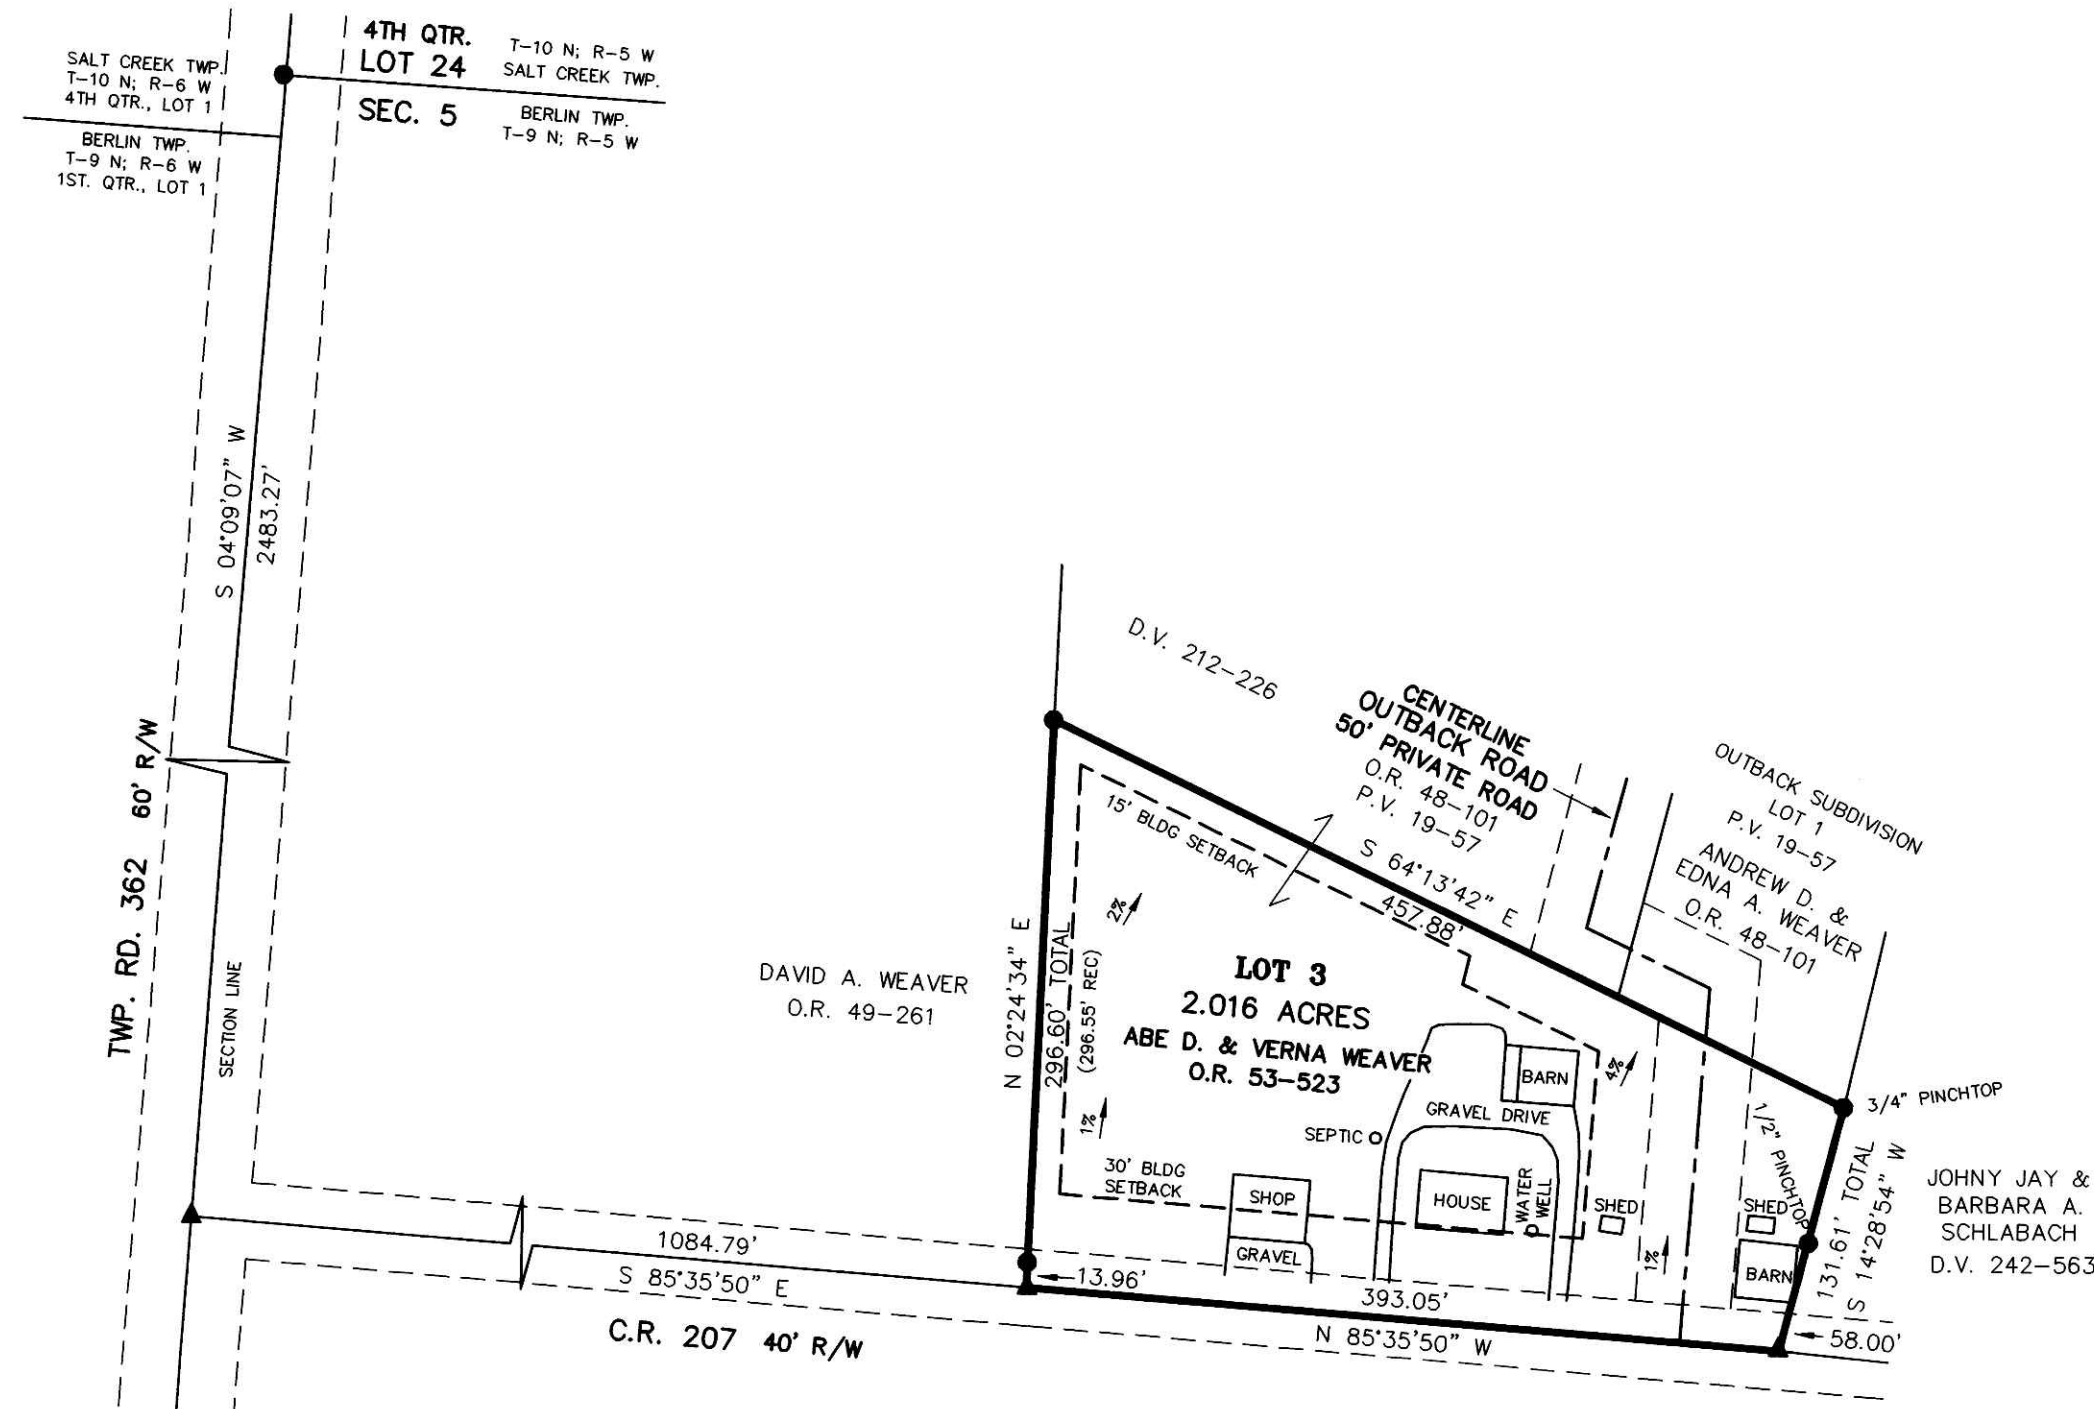 4TH QTR.
LOT 24
T-10 N; R-5 W
SALT CREEK TWP.
SALT CREEK TWP.
T-10 N; R-6 W
4TH QTR., LOT 1
SEC. 5
BERLIN TWP.
T-9 N; R-5 W
BERLIN TWP.
T-9 N; R-6 W
1ST. QTR., LOT 1
S 04°09'07" W
2483.27'
TWP. RD. 362 60' R/W
SECTION LINE
D.V. 212-226
CENTERLINE
OUTBACK ROAD
50' PRIVATE ROAD
O.R. 48-101
P.V. 19-57
OUTBACK SUBDIVISION
LOT 1
P.V. 19-57
ANDREW D. &
EDNA A. WEAVER
O.R. 48-101
15' BLDG SETBACK
S 64°13'42" E
457.88'
2%
DAVID A. WEAVER
O.R. 49-261
N 02°24'34" E
296.60' TOTAL
(296.55' REC)
LOT 3
2.016 ACRES
ABE D. & VERNA WEAVER
O.R. 53-523
BARN
4%
GRAVEL DRIVE
1%
SEPTIC
3/4" PINCHTOP
1/2" PINCHTOP
30' BLDG
SETBACK
SHOP
HOUSE
WATER
WELL
SHED
SHED
131.61' TOTAL
S 14°28'54" W
JOHNY JAY &
BARBARA A.
SCHLABACH
D.V. 242-563
GRAVEL
1%
BARN
1084.79'
S 85°35'50" E
13.96'
393.05'
N 85°35'50" W
58.00'
C.R. 207 40' R/W